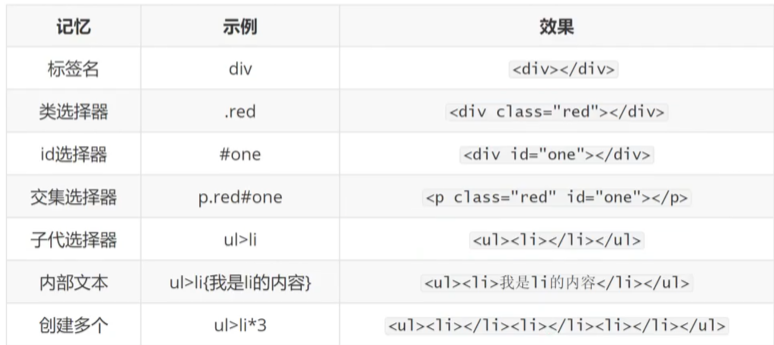 记忆 示例 效果
标签名 div <div></div>
类选择器 .red <div class="red"></div>
id选择器 #one <div id="one"></div>
交集选择器 p.red#one <p class="red" id="one"></p>
子代选择器 ul>li <ul><li></li></ul>
内部文本 ul>li{我是li的内容} <ul><li>我是li的内容</li></ul>
创建多个 ul>li*3 <ul><li></li><li></li><li></li></ul>